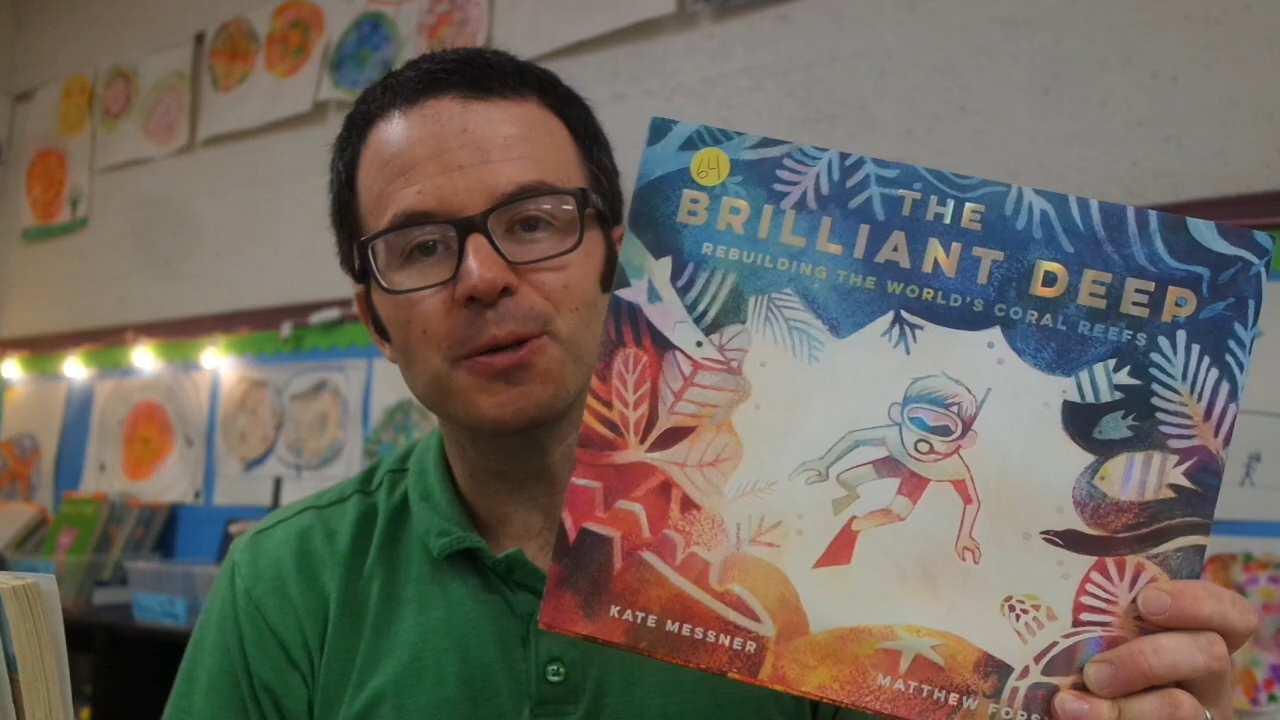 64
THE
BRILLIANT DEEP
REBUILDING THE WORLD'S CORAL REEFS
KATE MESSNER
MATTHEW